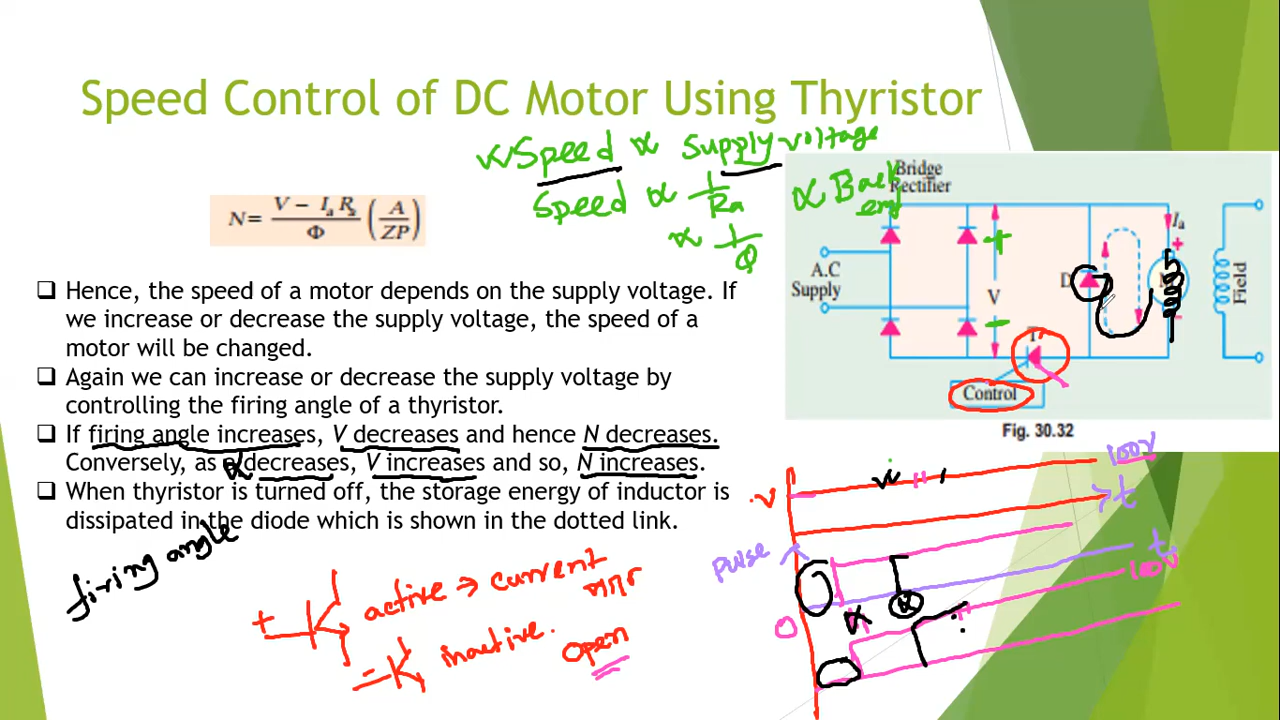 Speed Control of DC Motor Using Thyristor
Speed ∝ Supply voltage
Speed ∝ 1/Ra ∝ Back emf
∝ 1/Φ
N= (V − Ia Ra)/Φ (A/ZP)
Bridge Rectifier
A.C Supply
V
+
−
D
Ia
+
−
Field
T
Control
Fig. 30.32
❑ Hence, the speed of a motor depends on the supply voltage. If
we increase or decrease the supply voltage, the speed of a
motor will be changed.
❑ Again we can increase or decrease the supply voltage by
controlling the firing angle of a thyristor.
❑ If firing angle increases, V decreases and hence N decreases.
Conversely, as α decreases, V increases and so, N increases.
❑ When thyristor is turned off, the storage energy of inductor is
dissipated in the diode which is shown in the dotted link.
firing angle
+
active → current
inactive.
open
V
100V
t
pulse
t
100V
0
α
α